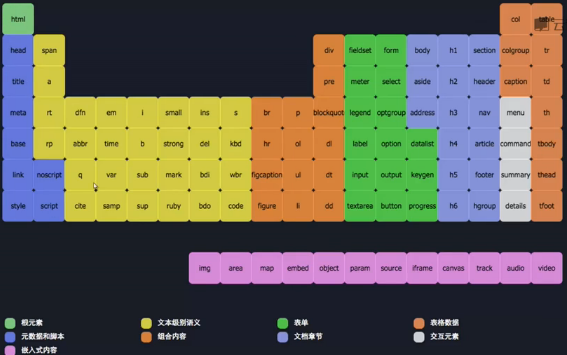 html col table
head span div fieldset form body h1 section colgroup tr
title a pre meter select aside h2 header caption td
meta rt dfn em i small ins s br p blockquot legend optgroup address h3 nav menu th
base rp abbr time b strong del kbd hr ol dl label option datalist h4 article command tbody
link noscript q var sub mark bdi wbr figcaption ul dt input output keygen h5 footer summary thead
style script cite samp sup ruby bdo code figure li dd textarea button progress h6 hgroup details tfoot
img area map embed object param source iframe canvas track audio video
根元素 文本级别语义 表单 表格数据
元数据和脚本 组合内容 文档章节 交互元素
嵌入式内容